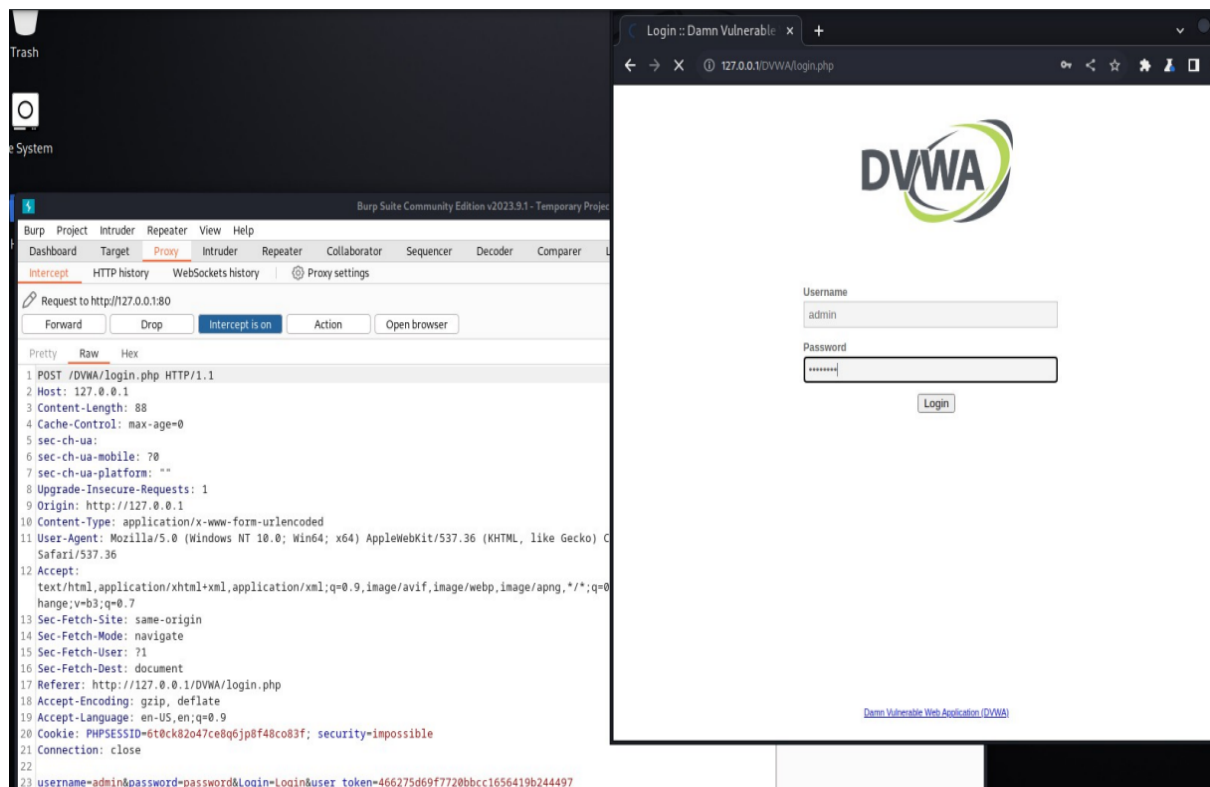 Trash
e System
Burp Suite Community Edition v2023.9.1 - Temporary Projec
Burp Project Intruder Repeater View Help
Dashboard Target Proxy Intruder Repeater Collaborator Sequencer Decoder Comparer L
Intercept HTTP history WebSockets history Proxy settings
Request to http://127.0.0.1:80
Forward Drop Intercept is on Action Open browser
Pretty Raw Hex
1 POST /DVWA/login.php HTTP/1.1
2 Host: 127.0.0.1
3 Content-Length: 88
4 Cache-Control: max-age=0
5 sec-ch-ua:
6 sec-ch-ua-mobile: ?0
7 sec-ch-ua-platform: ""
8 Upgrade-Insecure-Requests: 1
9 Origin: http://127.0.0.1
10 Content-Type: application/x-www-form-urlencoded
11 User-Agent: Mozilla/5.0 (Windows NT 10.0; Win64; x64) AppleWebKit/537.36 (KHTML, like Gecko) C
Safari/537.36
12 Accept:
text/html,application/xhtml+xml,application/xml;q=0.9,image/avif,image/webp,image/apng,*/*;q=0
hange;v=b3;q=0.7
13 Sec-Fetch-Site: same-origin
14 Sec-Fetch-Mode: navigate
15 Sec-Fetch-User: ?1
16 Sec-Fetch-Dest: document
17 Referer: http://127.0.0.1/DVWA/login.php
18 Accept-Encoding: gzip, deflate
19 Accept-Language: en-US,en;q=0.9
20 Cookie: PHPSESSID=6t0ck82o47ce8q6jp8f48co83f; security=impossible
21 Connection: close
22
23 username=admin&password=password&Login=Login&user_token=466275d69f7720bbcc1656419b244497
Login :: Damn Vulnerable
127.0.0.1/DVWA/login.php
DVWA
Username
admin
Password
••••••••
Login
Damn Vulnerable Web Application (DVWA)